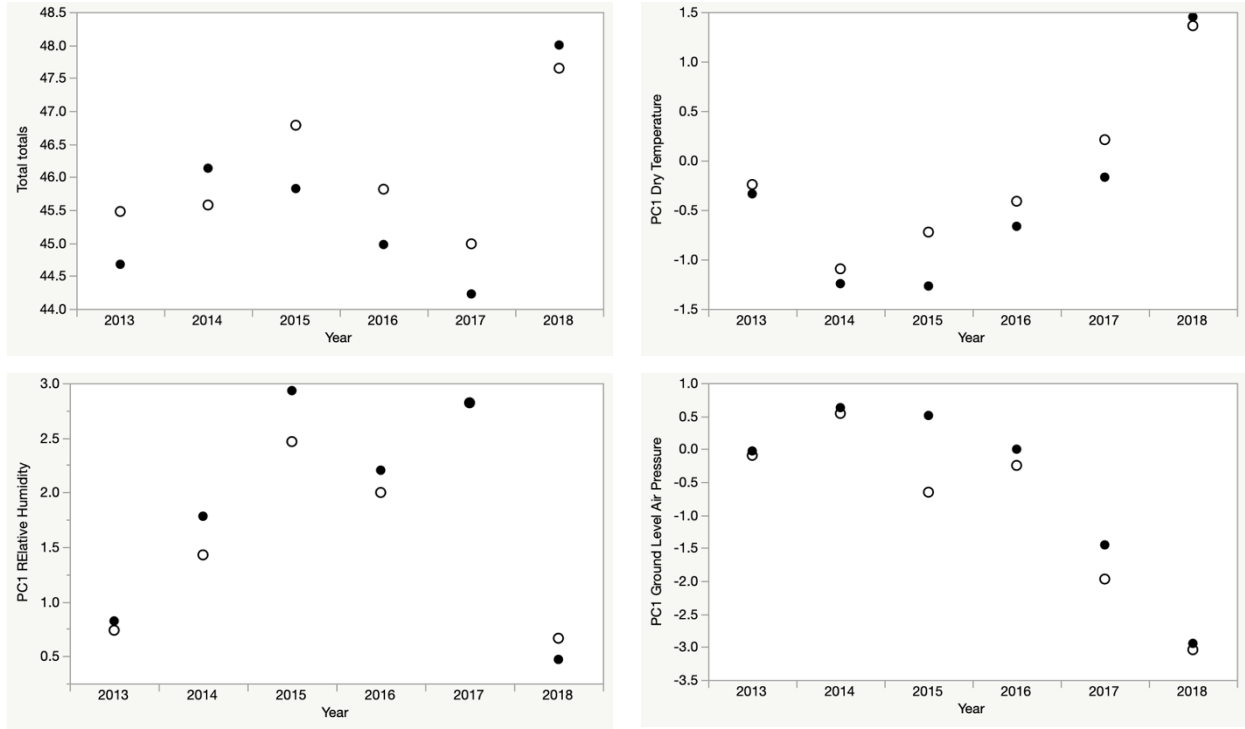 Total totals
48.5
48.0
47.5
47.0
46.5
46.0
45.5
45.0
44.5
44.0
2013 2014 2015 2016 2017 2018
Year
PC1 Dry Temperature
1.5
1.0
0.5
0.0
-0.5
-1.0
-1.5
2013 2014 2015 2016 2017 2018
Year
PC1 RElative Humidity
3.0
2.5
2.0
1.5
1.0
0.5
2013 2014 2015 2016 2017 2018
Year
PC1 Ground Level Air Pressure
1.0
0.5
0.0
-0.5
-1.0
-1.5
-2.0
-2.5
-3.0
-3.5
2013 2014 2015 2016 2017 2018
Year